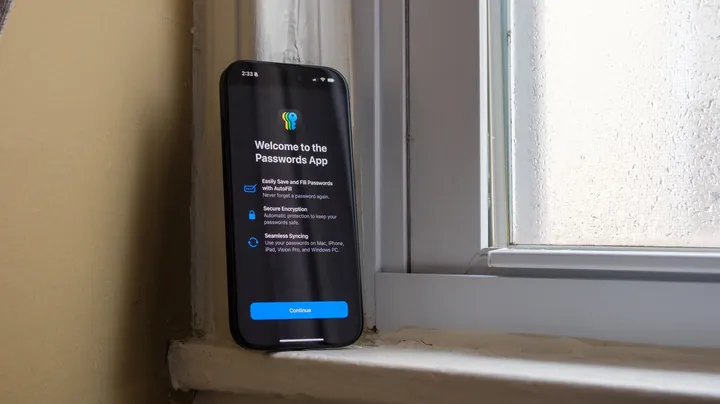 2:33
Welcome to the
Passwords App
Easily Save and Fill Passwords
with AutoFill
Never forget a password again.
Secure Encryption
Automatic protection to keep your
passwords safe.
Seamless Syncing
Use your passwords on Mac, iPhone,
iPad, Vision Pro, and Windows PC.
Continue